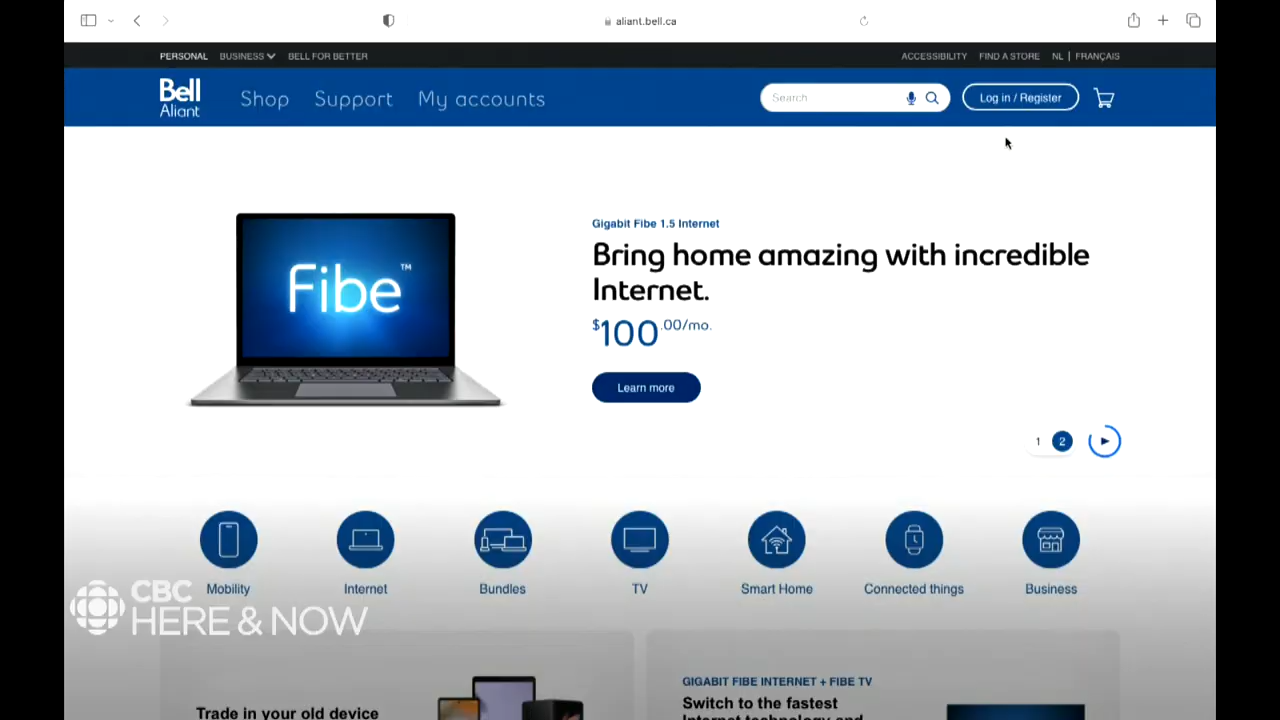 aliant.bell.ca
PERSONAL BUSINESS BELL FOR BETTER
ACCESSIBILITY FIND A STORE NL | FRANÇAIS
Bell
Aliant
Shop Support My accounts
Search
Log in / Register
Fibe™
Gigabit Fibe 1.5 Internet
Bring home amazing with incredible
Internet.
$100.00/mo.
Learn more
1 2
Mobility Internet Bundles TV Smart Home Connected things Business
CBC
HERE & NOW
Trade in your old device
GIGABIT FIBE INTERNET + FIBE TV
Switch to the fastest
Internet technology and